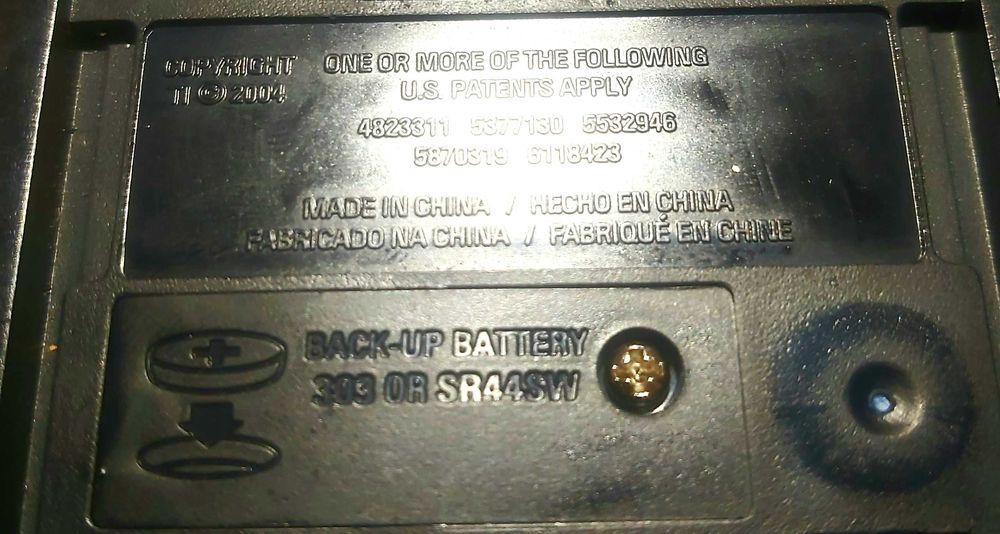 COPYRIGHT
TI © 2004
ONE OR MORE OF THE FOLLOWING
U.S. PATENTS APPLY
4823311 5377130 5532946
5870319 6118423
MADE IN CHINA / HECHO EN CHINA
FABRICADO NA CHINA / FABRIQUÉ EN CHINE
BACK-UP BATTERY
303 OR SR44SW